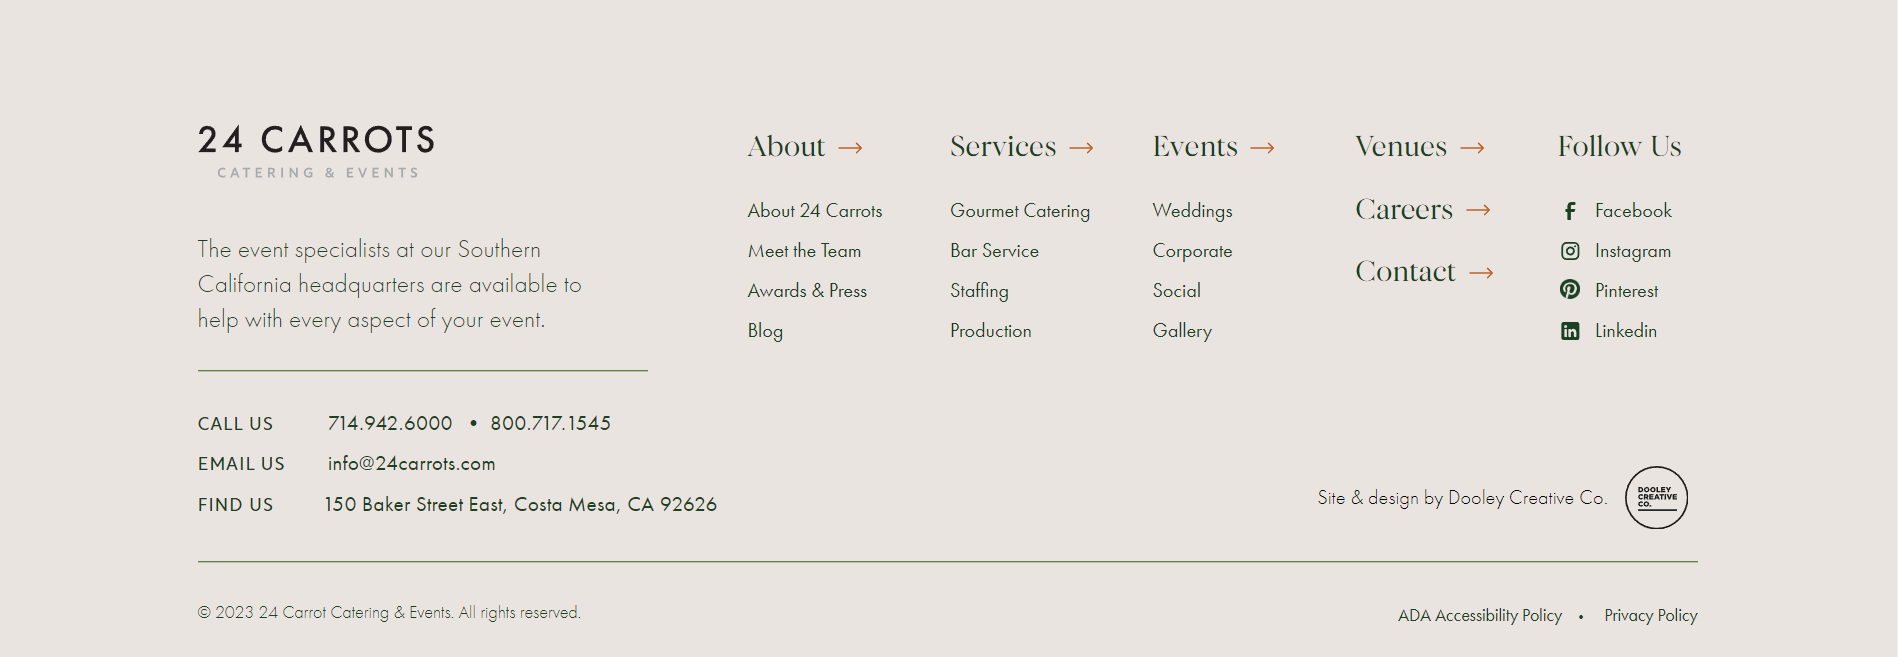 24 CARROTS
CATERING & EVENTS
The event specialists at our Southern
California headquarters are available to
help with every aspect of your event.
CALL US 714.942.6000 • 800.717.1545
EMAIL US info@24carrots.com
FIND US 150 Baker Street East, Costa Mesa, CA 92626
About →
About 24 Carrots
Meet the Team
Awards & Press
Blog
Services →
Gourmet Catering
Bar Service
Staffing
Production
Events →
Weddings
Corporate
Social
Gallery
Venues →
Careers →
Contact →
Follow Us
Facebook
Instagram
Pinterest
Linkedin
Site & design by Dooley Creative Co.
DOOLEY
CREATIVE
CO.
© 2023 24 Carrot Catering & Events. All rights reserved.
ADA Accessibility Policy • Privacy Policy